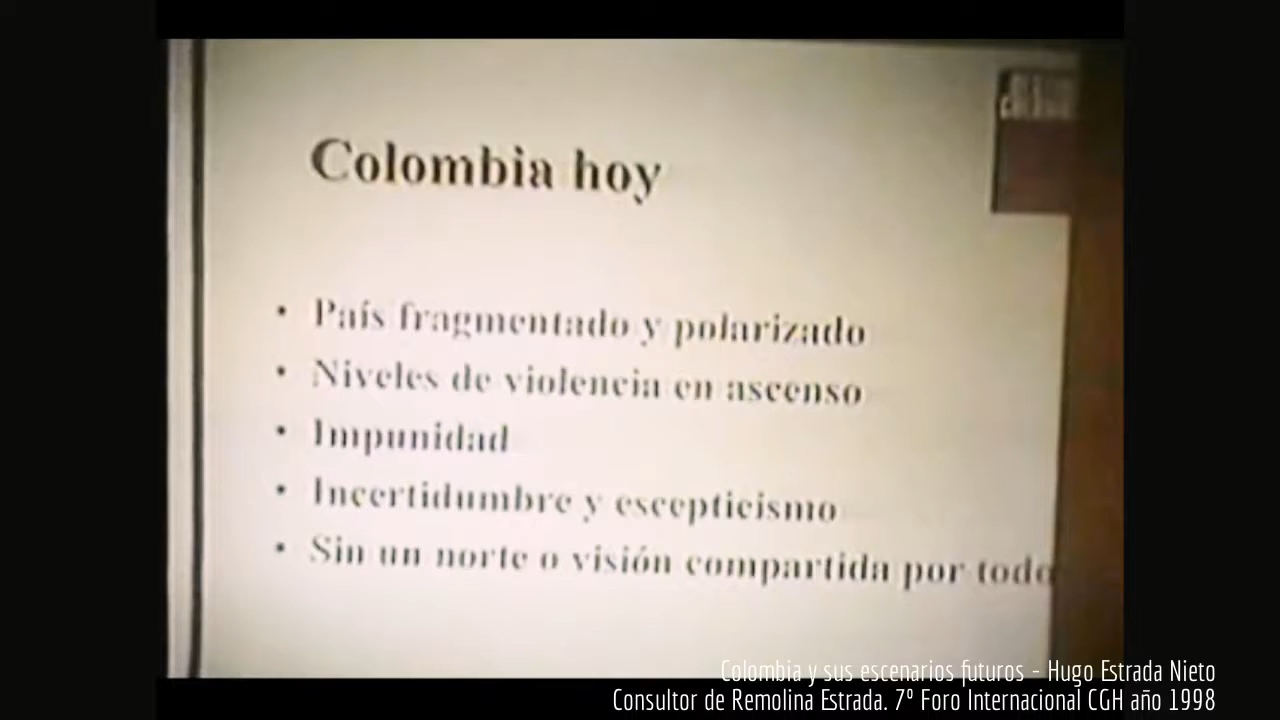 Colombia hoy
• País fragmentado y polarizado
• Niveles de violencia en ascenso
• Impunidad
• Incertidumbre y escepticismo
• Sin un norte o visión compartida por todo
Colombia y sus escenarios futuros - Hugo Estrada Nieto
Consultor de Remolina Estrada. 7º Foro Internacional CGH año 1998